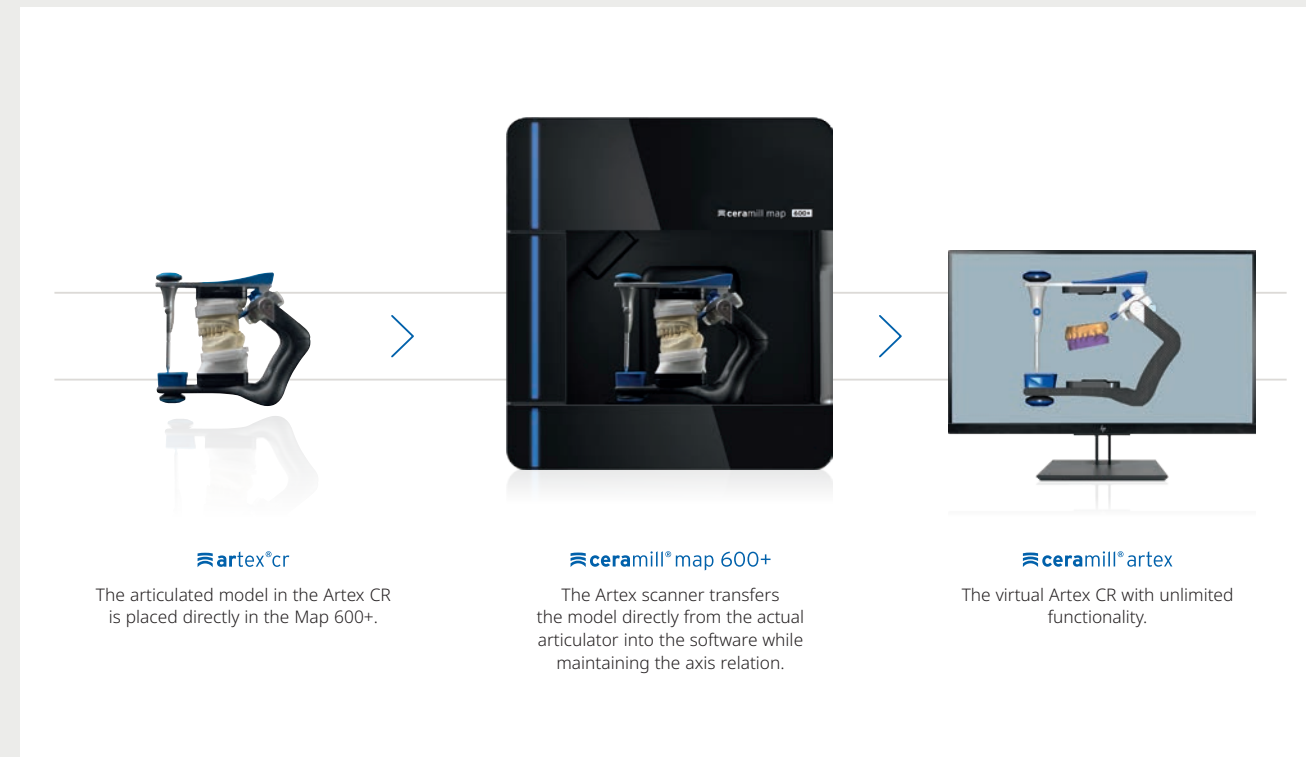 ceramill map 600+
artex®cr
The articulated model in the Artex CR
is placed directly in the Map 600+.
ceramill® map 600+
The Artex scanner transfers
the model directly from the actual
articulator into the software while
maintaining the axis relation.
ceramill® artex
The virtual Artex CR with unlimited
functionality.